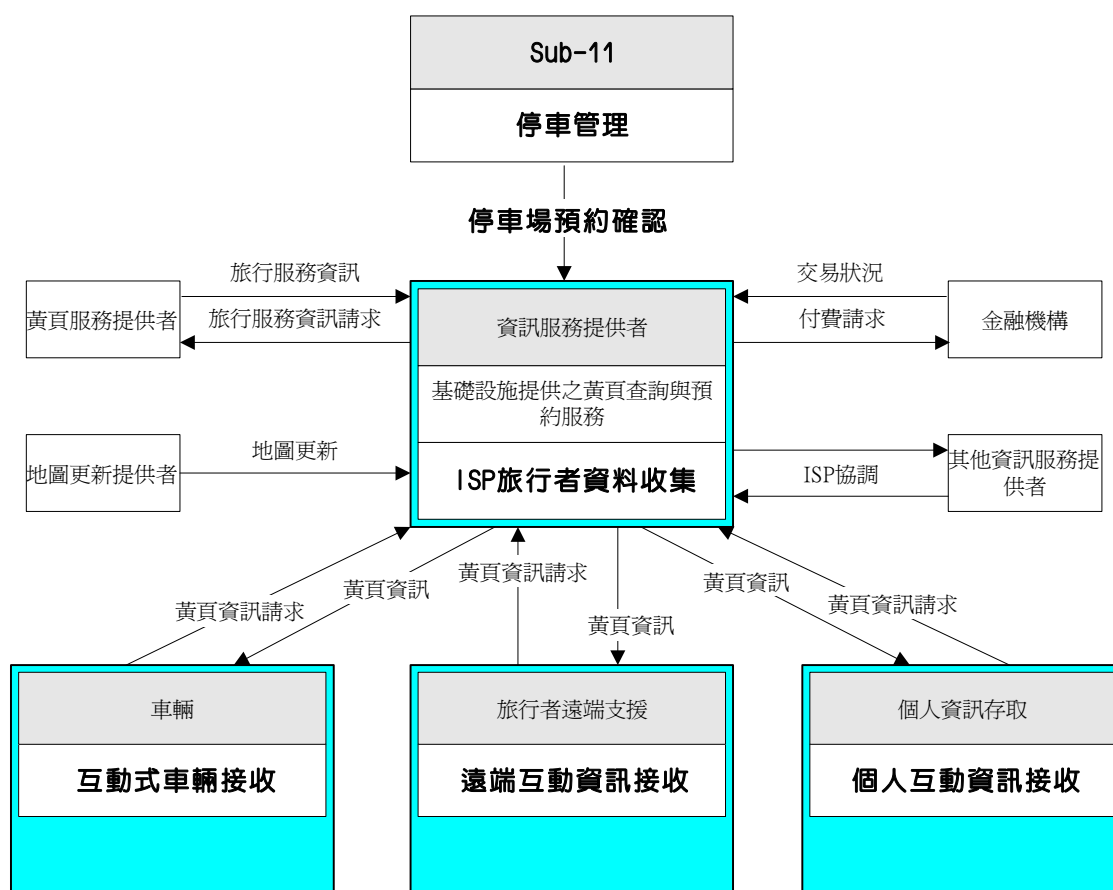 Sub-11
停車管理
停車場預約確認
旅行服務資訊
交易狀況
黃頁服務提供者
旅行服務資訊請求
資訊服務提供者
付費請求
金融機構
基礎設施提供之黃頁查詢與預
約服務
地圖更新提供者
地圖更新
ISP旅行者資料收集
ISP協調
其他資訊服務提
供者
黃頁資訊請求
黃頁資訊
黃頁資訊請求
黃頁資訊
黃頁資訊
黃頁資訊請求
車輛
互動式車輛接收
旅行者遠端支援
遠端互動資訊接收
個人資訊存取
個人互動資訊接收